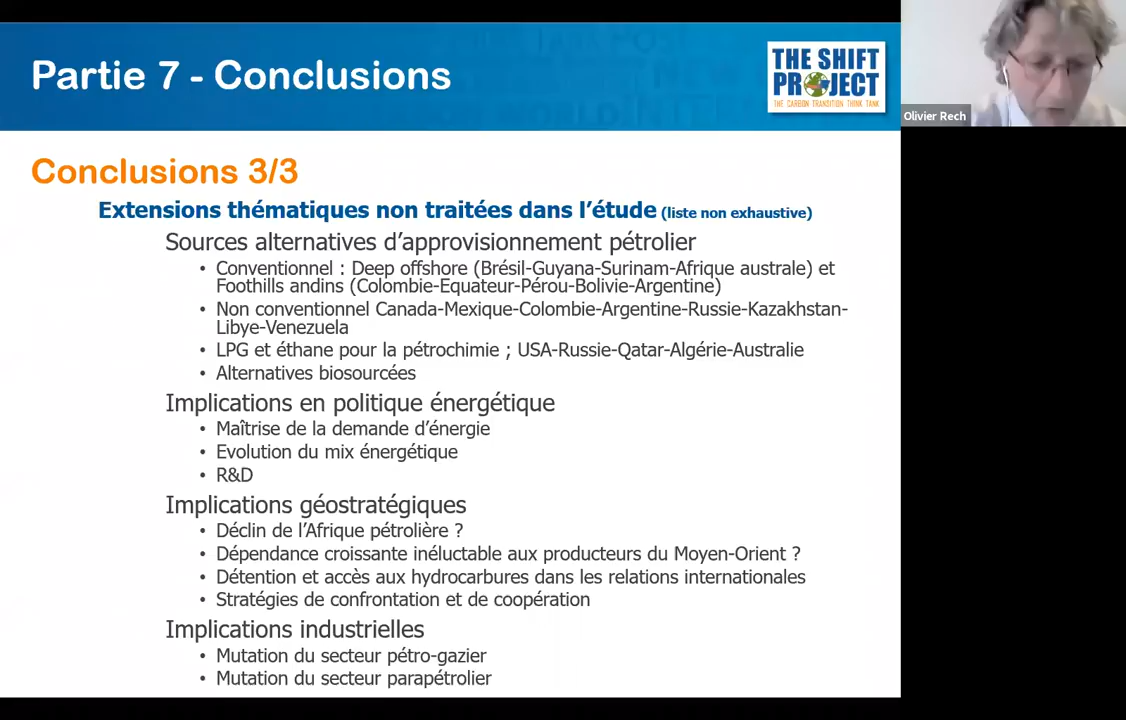 Partie 7 - Conclusions
THE SHIFT
PROJECT
THE CARBON TRANSITION THINK TANK
Olivier Rech
Conclusions 3/3
Extensions thématiques non traitées dans l’étude (liste non exhaustive)
Sources alternatives d’approvisionnement pétrolier
• Conventionnel : Deep offshore (Brésil-Guyana-Surinam-Afrique australe) et
Foothills andins (Colombie-Equateur-Pérou-Bolivie-Argentine)
• Non conventionnel Canada-Mexique-Colombie-Argentine-Russie-Kazakhstan-
Libye-Venezuela
• LPG et éthane pour la pétrochimie ; USA-Russie-Qatar-Algérie-Australie
• Alternatives biosourcées
Implications en politique énergétique
• Maîtrise de la demande d’énergie
• Evolution du mix énergétique
• R&D
Implications géostratégiques
• Déclin de l’Afrique pétrolière ?
• Dépendance croissante inéluctable aux producteurs du Moyen-Orient ?
• Détention et accès aux hydrocarbures dans les relations internationales
• Stratégies de confrontation et de coopération
Implications industrielles
• Mutation du secteur pétro-gazier
• Mutation du secteur parapétrolier